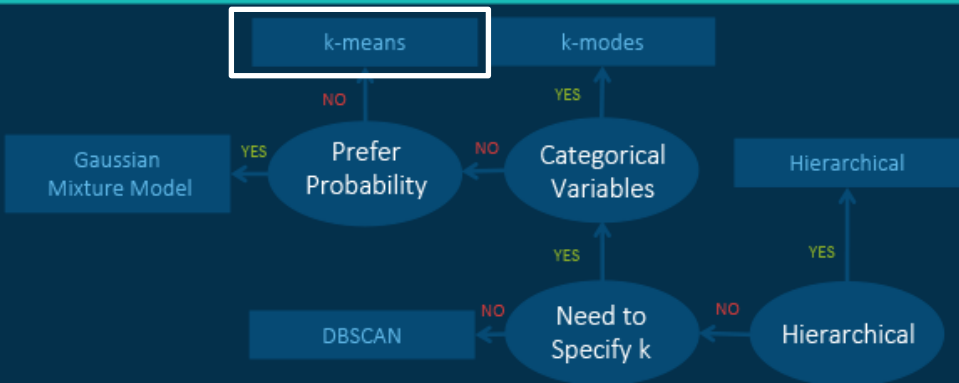 k-means
k-modes
NO
YES
Gaussian
Mixture Model
YES
Prefer
Probability
NO
Categorical
Variables
Hierarchical
YES
YES
DBSCAN
NO
Need to
Specify k
NO
Hierarchical